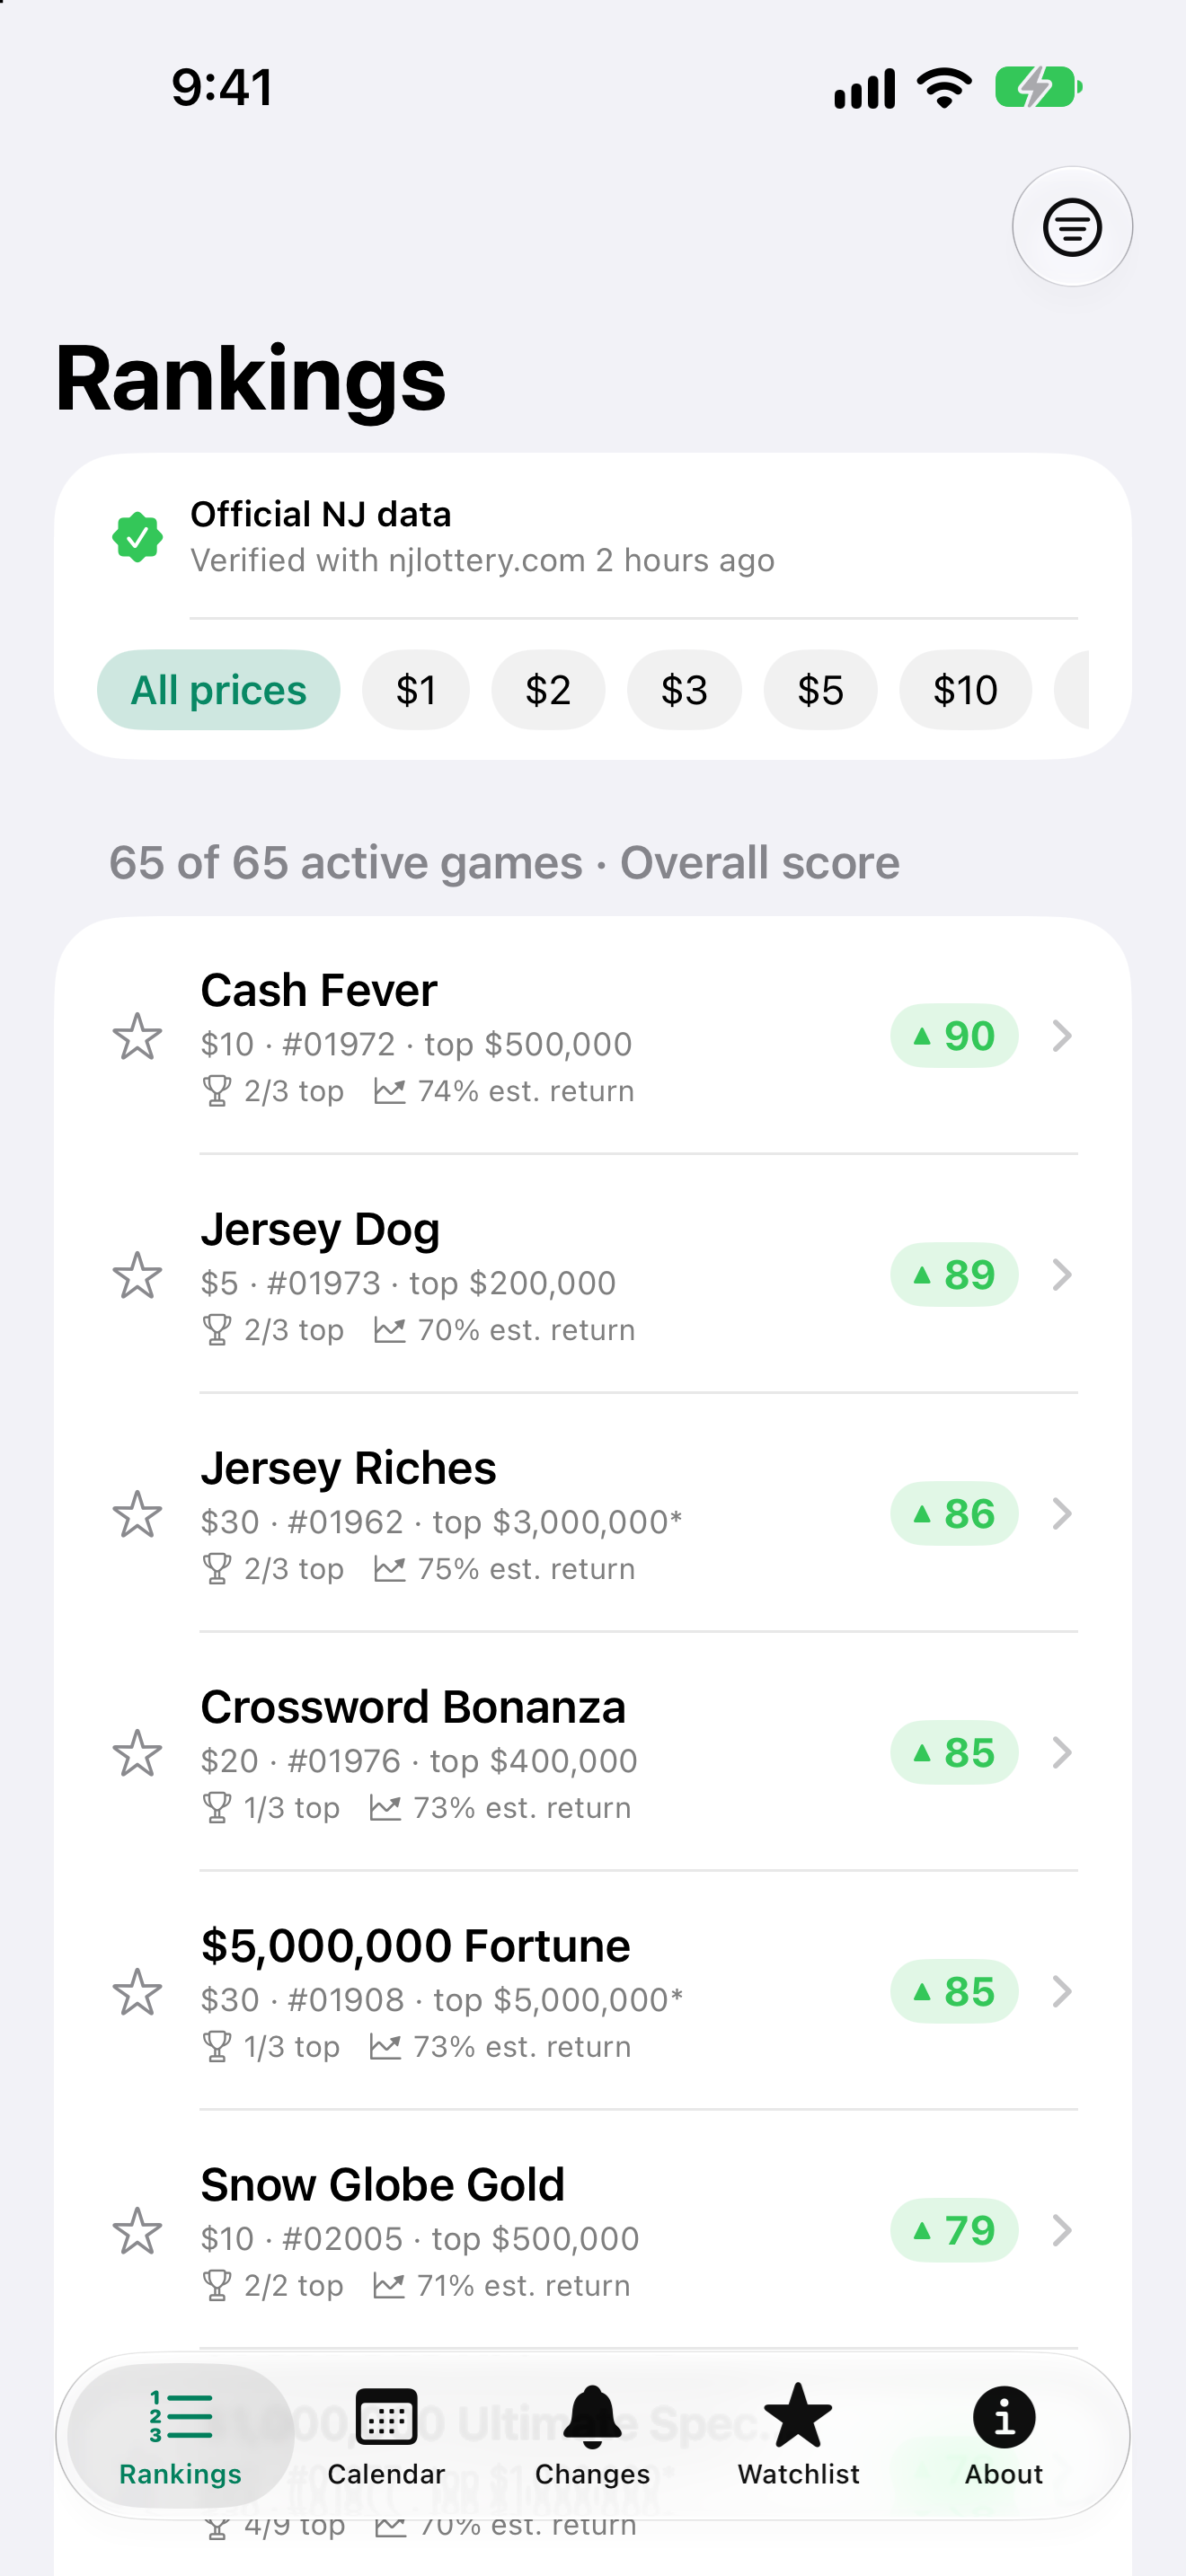 9:41
Rankings
Official NJ data
Verified with njlottery.com 2 hours ago
All prices $1 $2 $3 $5 $10
65 of 65 active games · Overall score
Cash Fever
$10 · #01972 · top $500,000
2/3 top 74% est. return
▲ 90
Jersey Dog
$5 · #01973 · top $200,000
2/3 top 70% est. return
▲ 89
Jersey Riches
$30 · #01962 · top $3,000,000*
2/3 top 75% est. return
▲ 86
Crossword Bonanza
$20 · #01976 · top $400,000
1/3 top 73% est. return
▲ 85
$5,000,000 Fortune
$30 · #01908 · top $5,000,000*
1/3 top 73% est. return
▲ 85
Snow Globe Gold
$10 · #02005 · top $500,000
2/2 top 71% est. return
▲ 79
Rankings Calendar Changes Watchlist About
4/9 top 70% est. return